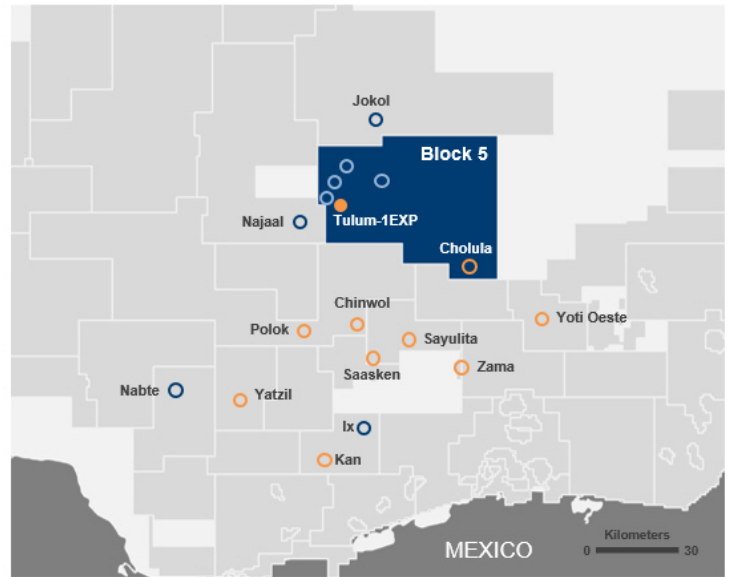 Jokol
Block 5
Najaal
Tulum-1EXP
Cholula
Chinwol
Yoti Oeste
Polok
Sayulita
Saasken
Zama
Nabte
Yatzil
Ix
Kan
Kilometers
MEXICO
0 30